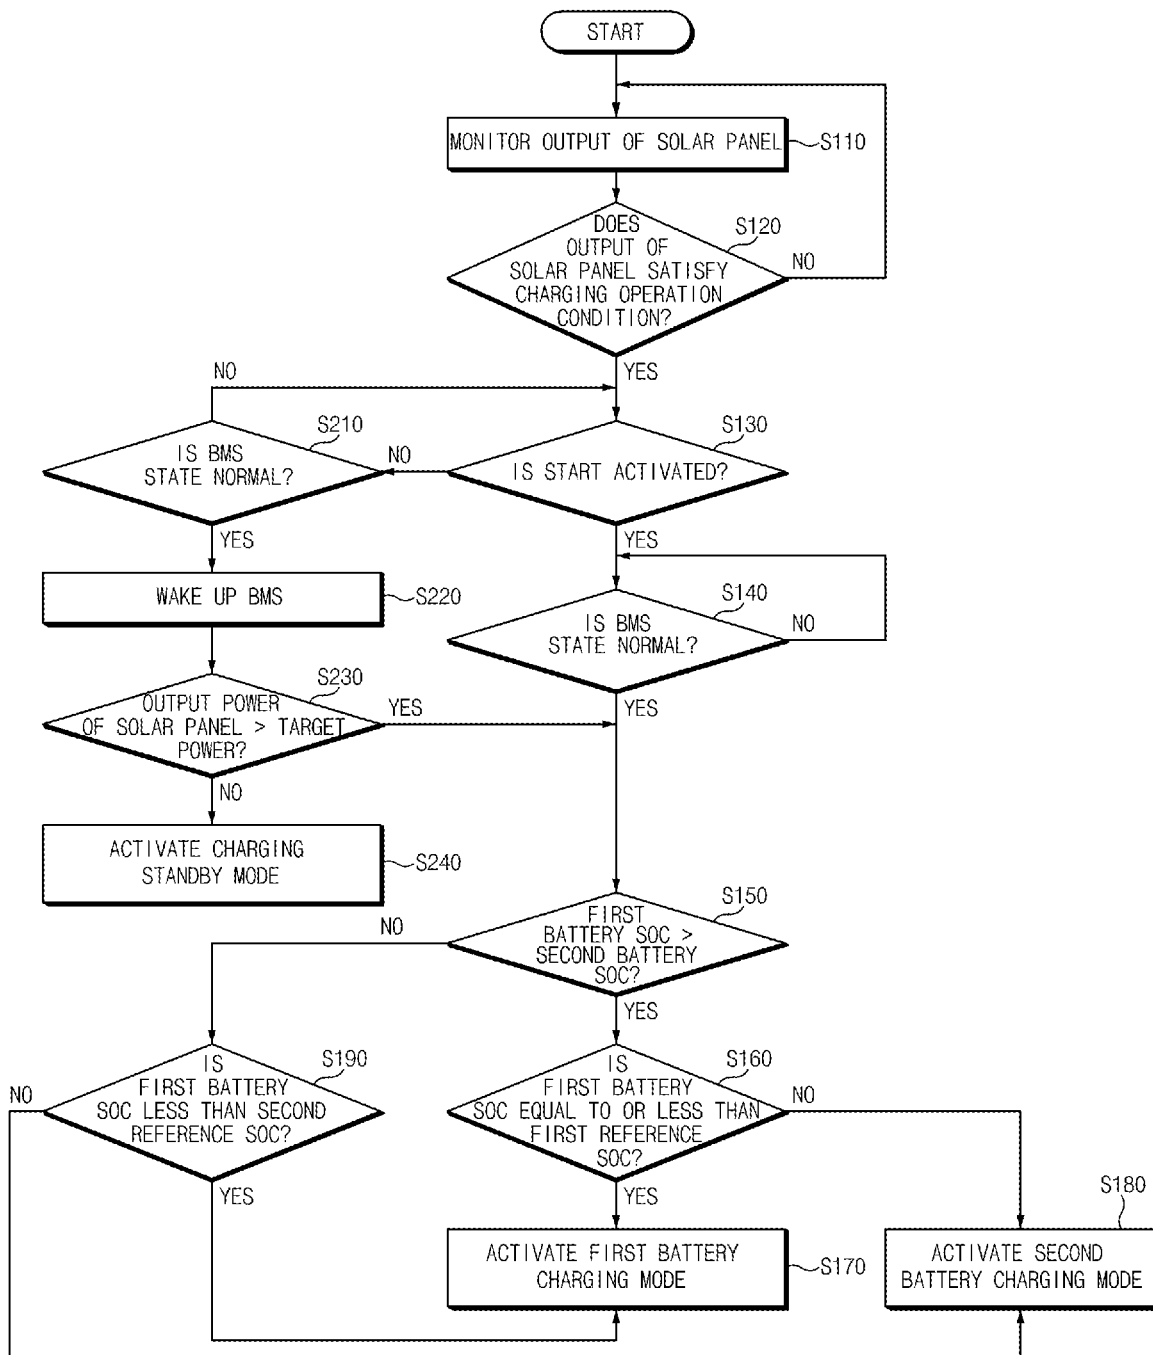 START
MONITOR OUTPUT OF SOLAR PANEL
S110
DOES
OUTPUT OF
SOLAR PANEL SATISFY
CHARGING OPERATION
CONDITION?
S120
NO
YES
NO
S210
IS BMS
STATE NORMAL?
NO
S130
IS START ACTIVATED?
YES
YES
WAKE UP BMS
S220
S140
IS BMS
STATE NORMAL?
NO
S230
OUTPUT POWER
OF SOLAR PANEL > TARGET
POWER?
YES
YES
NO
ACTIVATE CHARGING
STANDBY MODE
S240
S150
FIRST
BATTERY SOC >
SECOND BATTERY
SOC?
NO
YES
S190
IS
FIRST BATTERY
SOC LESS THAN SECOND
REFERENCE SOC?
NO
YES
S160
IS
FIRST BATTERY
SOC EQUAL TO OR LESS THAN
FIRST REFERENCE
SOC?
NO
YES
ACTIVATE FIRST BATTERY
CHARGING MODE
S170
S180
ACTIVATE SECOND
BATTERY CHARGING MODE